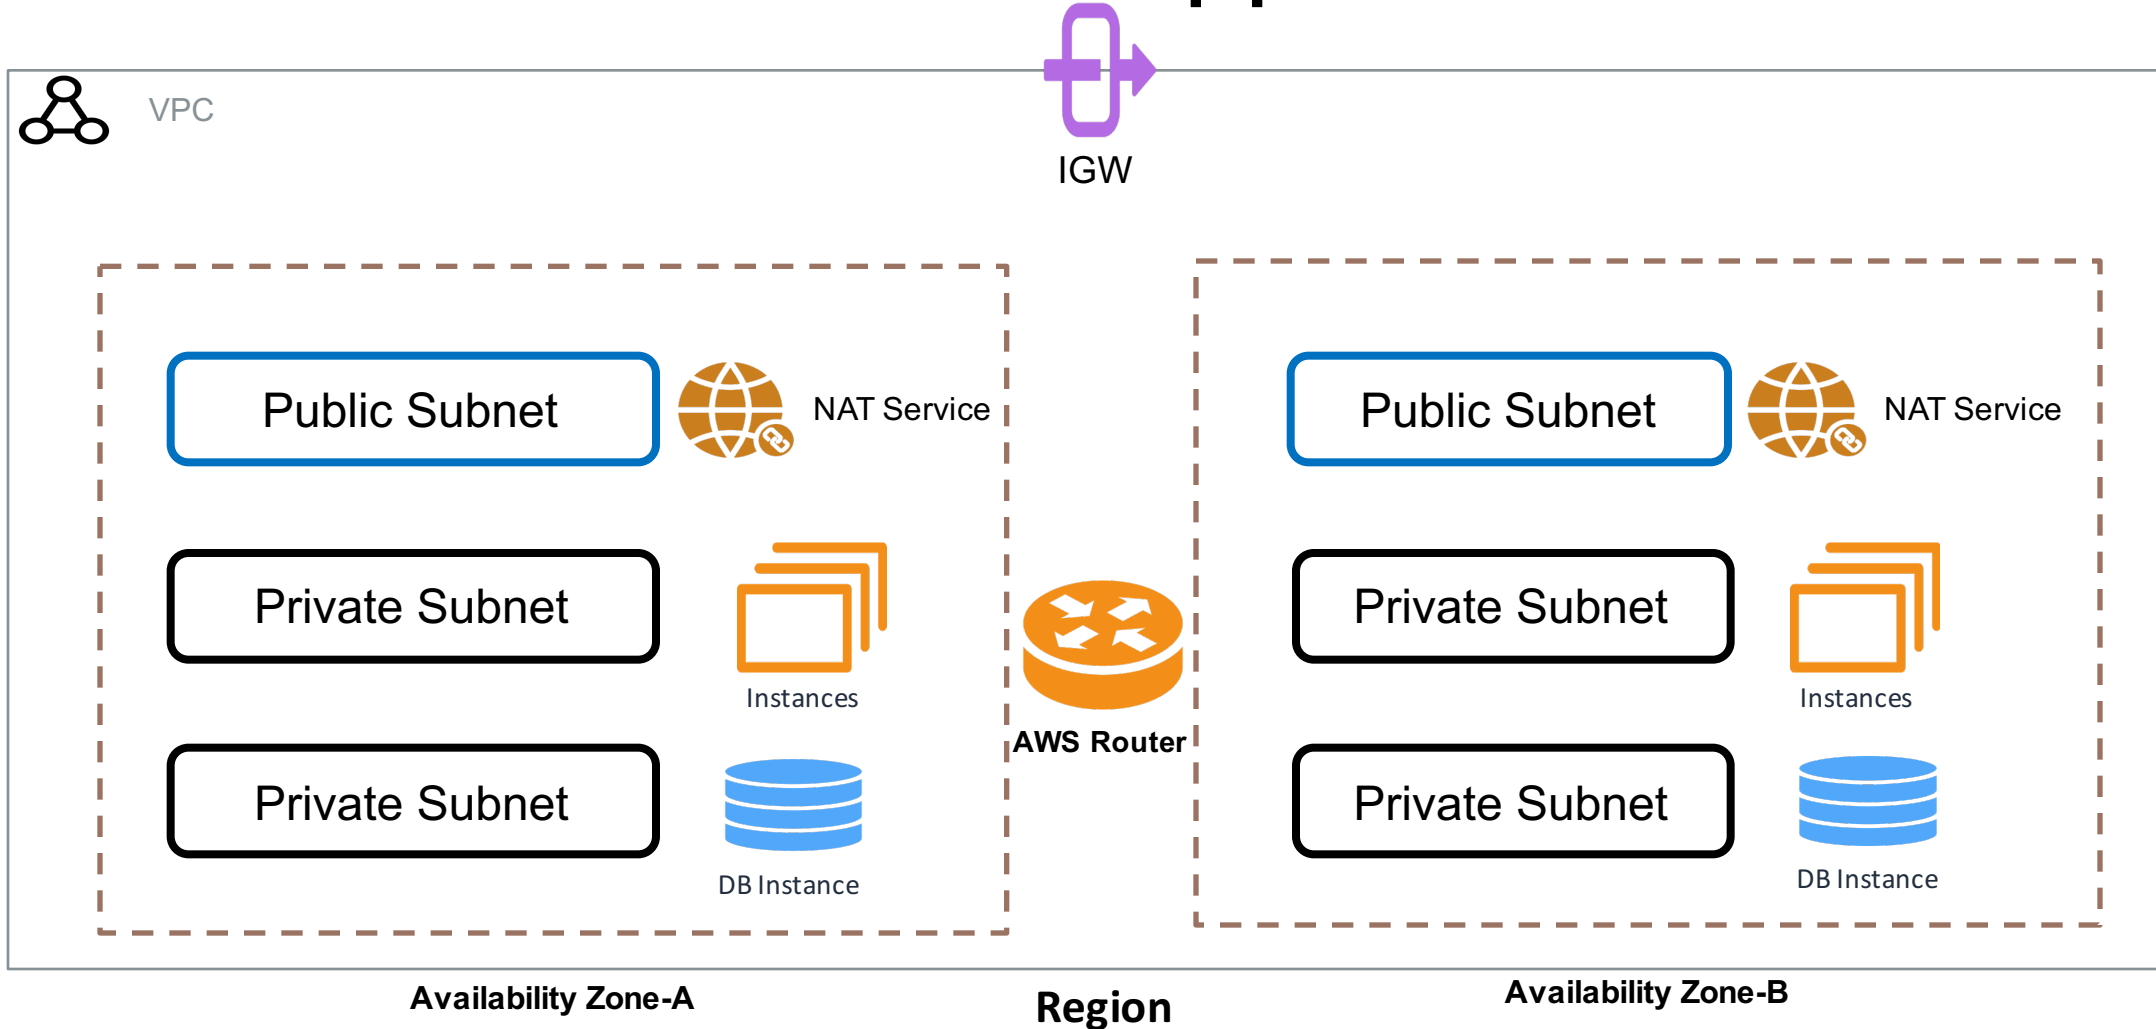 VPC
IGW
Public Subnet
NAT Service
Public Subnet
NAT Service
Private Subnet
Instances
Private Subnet
Instances
AWS Router
Private Subnet
DB Instance
Private Subnet
DB Instance
Availability Zone-A
Region
Availability Zone-B